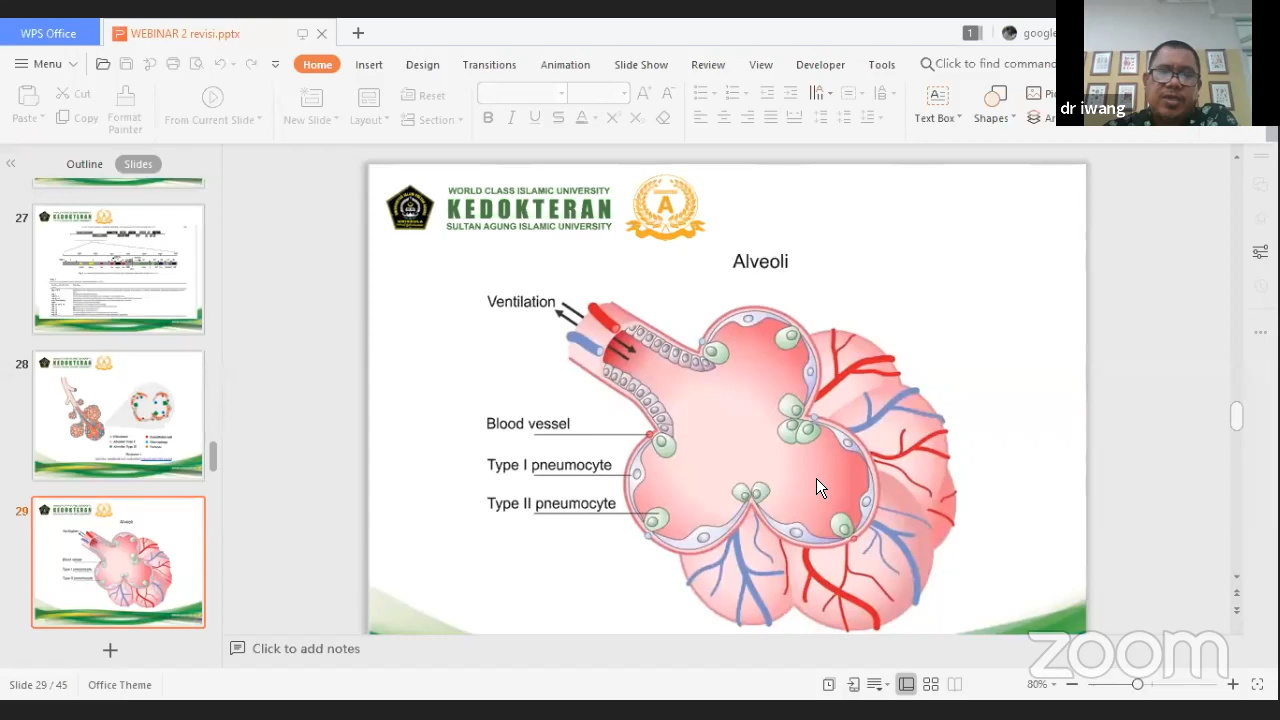 WPS Office
WEBINAR 2 revisi.pptx
1
google
Menu
Home
Insert
Design
Transitions
Animation
Slide Show
Review
View
Developer
Tools
Click to find command
dr iwang
Paste
Cut
Format
Painter
From Current Slide
New Slide
Layout
Reset
Section
B I U S A
Text Box
Shapes
Outline
Slides
27
28
29
WORLD CLASS ISLAMIC UNIVERSITY
KEDOKTERAN
SULTAN AGUNG ISLAMIC UNIVERSITY
A
Alveoli
Ventilation
Blood vessel
Type I pneumocyte
Type II pneumocyte
Click to add notes
zoom
Slide 29 / 45
Office Theme
80%